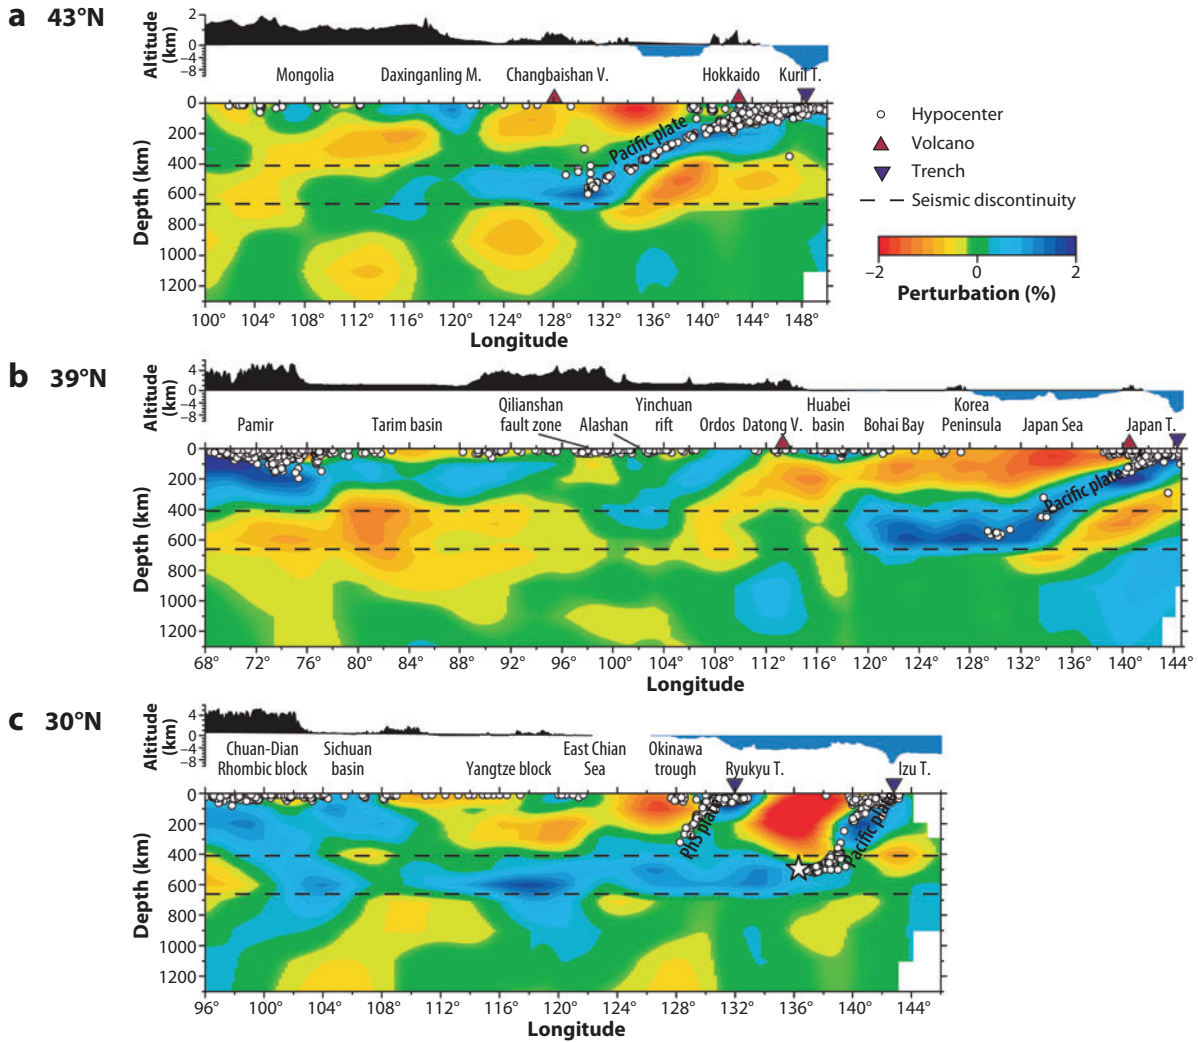 a 43°N
Altitude (km)
2
0
−4
−8
Mongolia Daxinganling M. Changbaishan V. Hokkaido Kuril T.
Depth (km)
0
200
400
600
800
1000
1200
Pacific plate
100° 104° 108° 112° 116° 120° 124° 128° 132° 136° 140° 144° 148°
Longitude
Hypocenter
Volcano
Trench
Seismic discontinuity
−2 0 2
Perturbation (%)
b 39°N
Altitude (km)
4
0
−4
−8
Pamir Tarim basin Qilianshan fault zone Alashan Yinchuan rift Ordos Datong V. Huabei basin Bohai Bay Korea Peninsula Japan Sea Japan T.
Depth (km)
0
200
400
600
800
1000
1200
Pacific plate
68° 72° 76° 80° 84° 88° 92° 96° 100° 104° 108° 112° 116° 120° 124° 128° 132° 136° 140° 144°
Longitude
c 30°N
Altitude (km)
4
0
−4
−8
Chuan-Dian Rhombic block Sichuan basin Yangtze block East Chian Sea Okinawa trough Ryukyu T. Izu T.
Depth (km)
0
200
400
600
800
1000
1200
PhS plate
Pacific plate
96° 100° 104° 108° 112° 116° 120° 124° 128° 132° 136° 140° 144°
Longitude